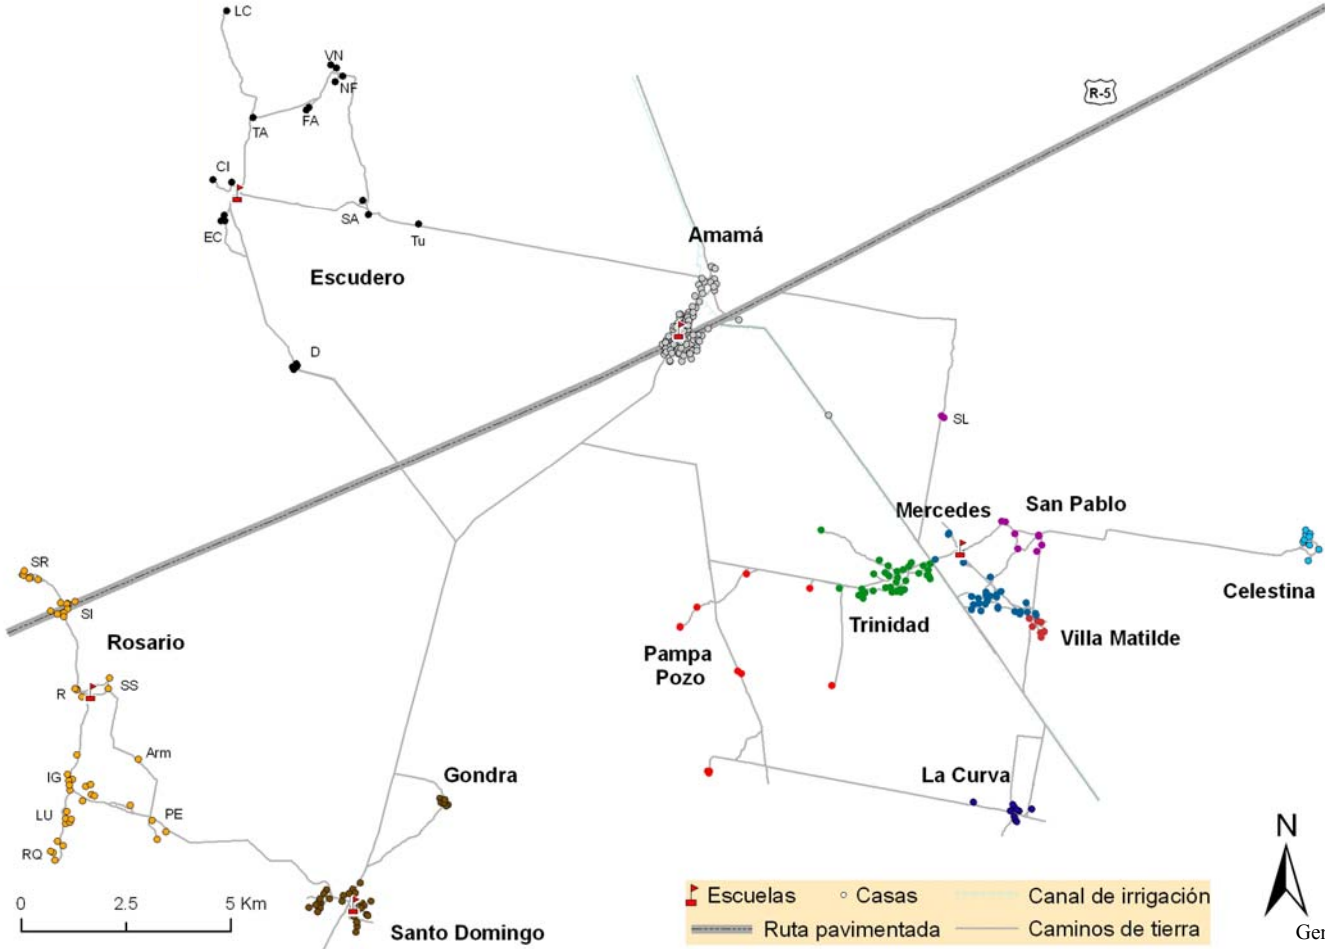 LC
VN
NF
FA
TA
CI
SA
EC
Tu
R-5
Amamá
Escudero
D
SL
Mercedes
San Pablo
SR
SI
Celestina
Rosario
Trinidad
Villa Matilde
Pampa
Pozo
R
SS
Arm
IG
Gondra
La Curva
LU
PE
RQ
N
0 2.5 5 Km
Escuelas Casas Canal de irrigación
Ruta pavimentada Caminos de tierra
Santo Domingo
Ger